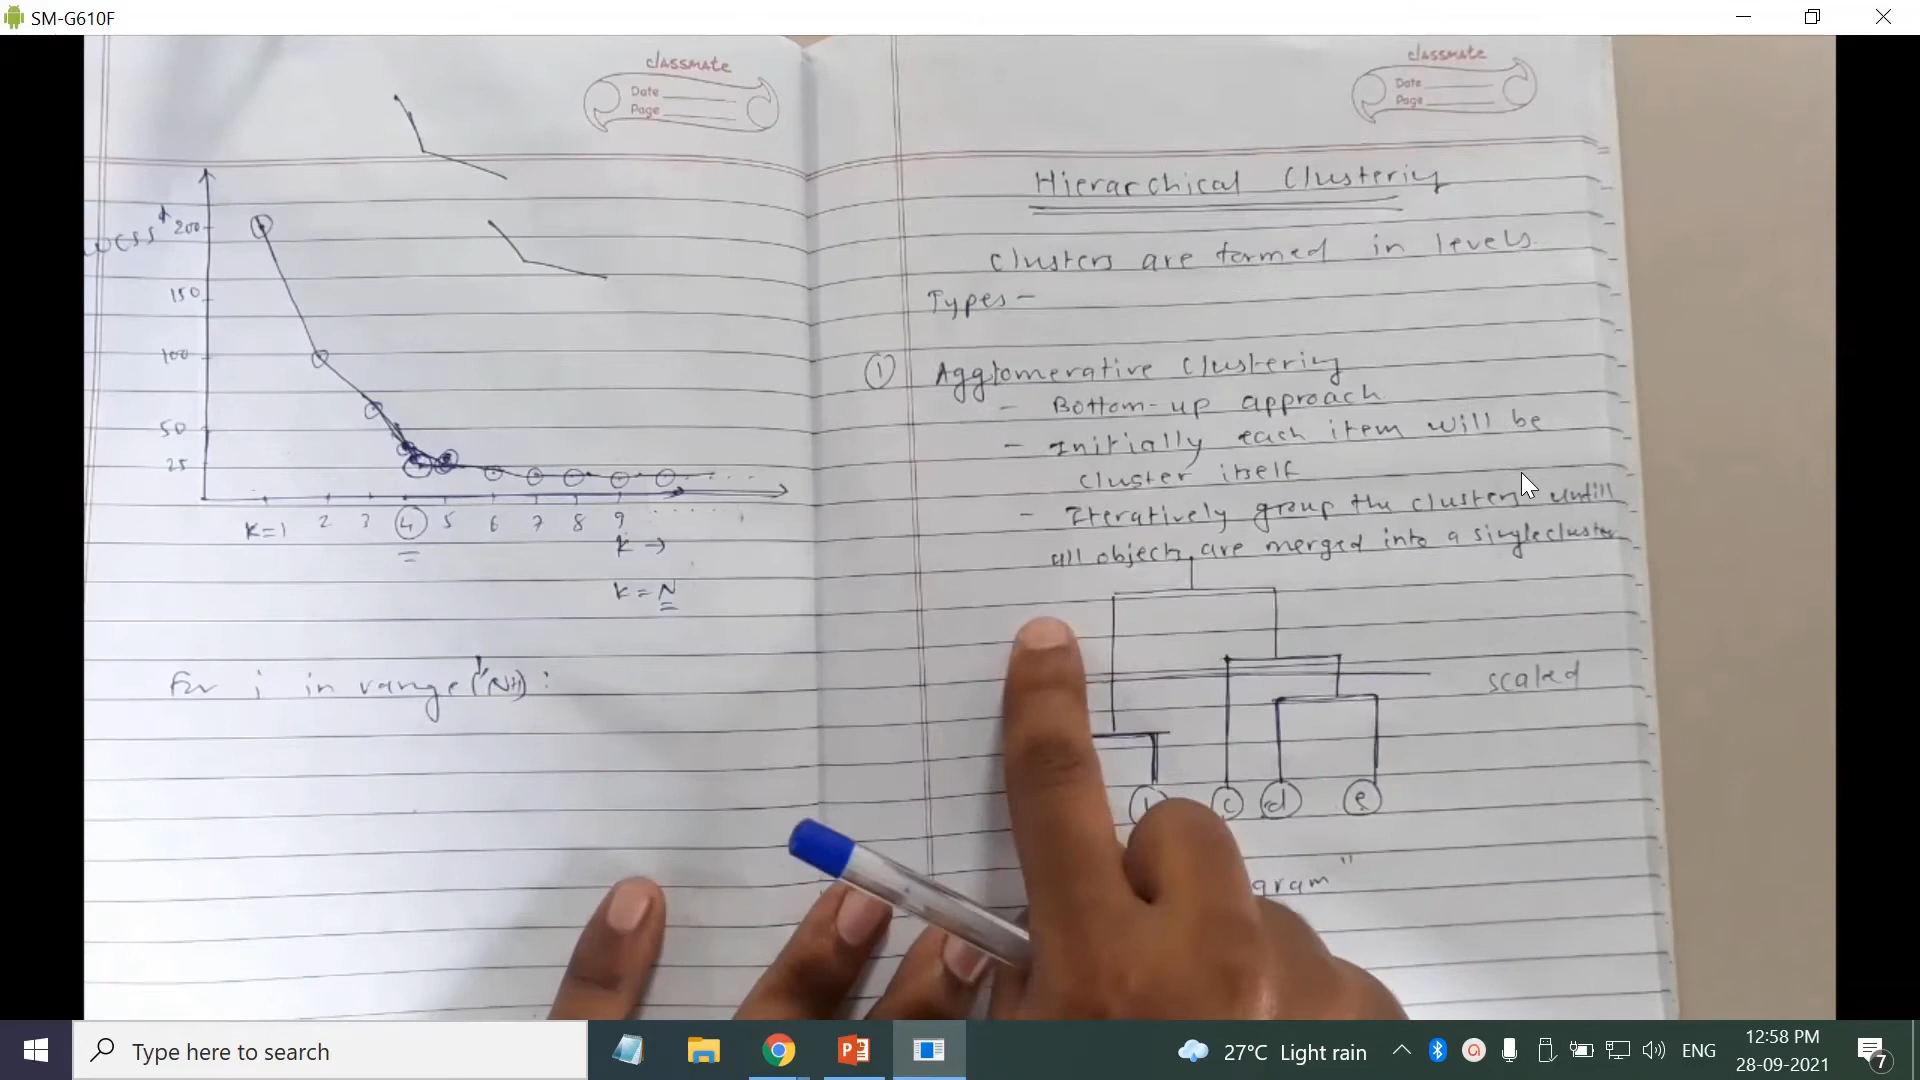 SM-G610F
classmate
Date
Page
WCSS
200
150
100
50
25
K=1 2 3 4 5 6 7 8 9
K →
K = N
For i in range(1, N+1):
classmate
Date
Page
Hierarchical Clustering
Clusters are formed in levels
Types -
① Agglomerative Clustering
- Bottom-up approach
- Initially each item will be
cluster itself
- Iteratively group the clusters untill
all objects are merged into a single cluster
scaled
b c d e
gram"
Type here to search
27°C Light rain
ENG
12:58 PM
28-09-2021
7